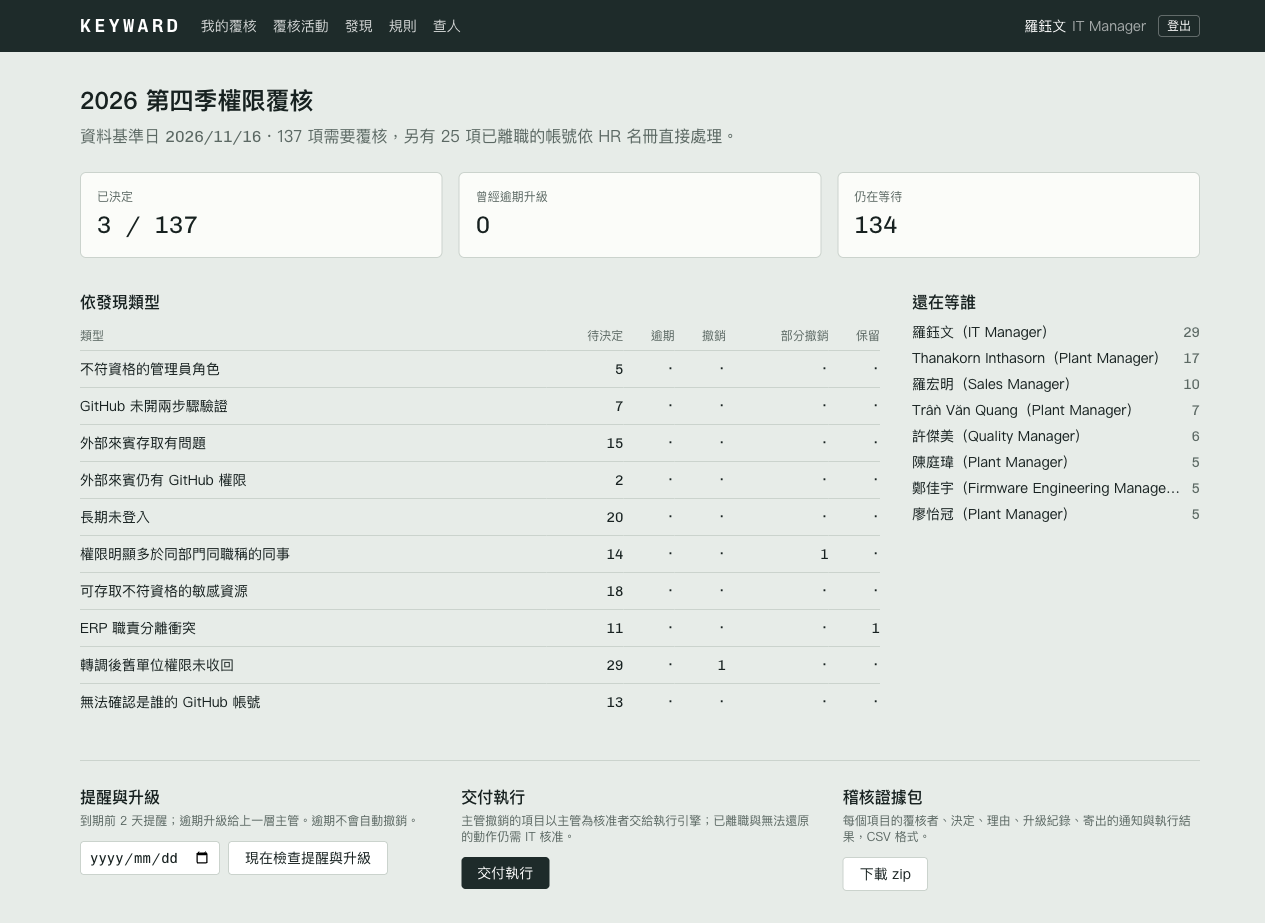 KEYWARD 我的覆核 覆核活動 發現 規則 查人 羅鈺文 IT Manager 登出
2026 第四季權限覆核
資料基準日 2026/11/16 · 137 項需要覆核，另有 25 項已離職的帳號依 HR 名冊直接處理。
已決定 曾經逾期升級 仍在等待
3 / 137 0 134
依發現類型
類型 待決定 逾期 撤銷 部分撤銷 保留
不符資格的管理員角色 5 · · · ·
GitHub 未開兩步驟驗證 7 · · · ·
外部來賓存取有問題 15 · · · ·
外部來賓仍有 GitHub 權限 2 · · · ·
長期未登入 20 · · · ·
權限明顯多於同部門同職稱的同事 14 · · 1 ·
可存取不符資格的敏感資源 18 · · · ·
ERP 職責分離衝突 11 · · · 1
轉調後舊單位權限未收回 29 · 1 · ·
無法確認是誰的 GitHub 帳號 13 · · · ·
還在等誰
羅鈺文（IT Manager） 29
Thanakorn Inthasorn（Plant Manager） 17
羅宏明（Sales Manager） 10
Trần Văn Quang（Plant Manager） 7
許傑美（Quality Manager） 6
陳庭瑋（Plant Manager） 5
鄭佳宇（Firmware Engineering Manage... 5
廖怡冠（Plant Manager） 5
提醒與升級
到期前 2 天提醒；逾期升級給上一層主管。逾期不會自動撤銷。
yyyy/mm/dd 現在檢查提醒與升級
交付執行
主管撤銷的項目以主管為核准者交給執行引擎；已離職與無法還原
的動作仍需 IT 核准。
交付執行
稽核證據包
每個項目的覆核者、決定、理由、升級紀錄、寄出的通知與執行結
果，CSV 格式。
下載 zip